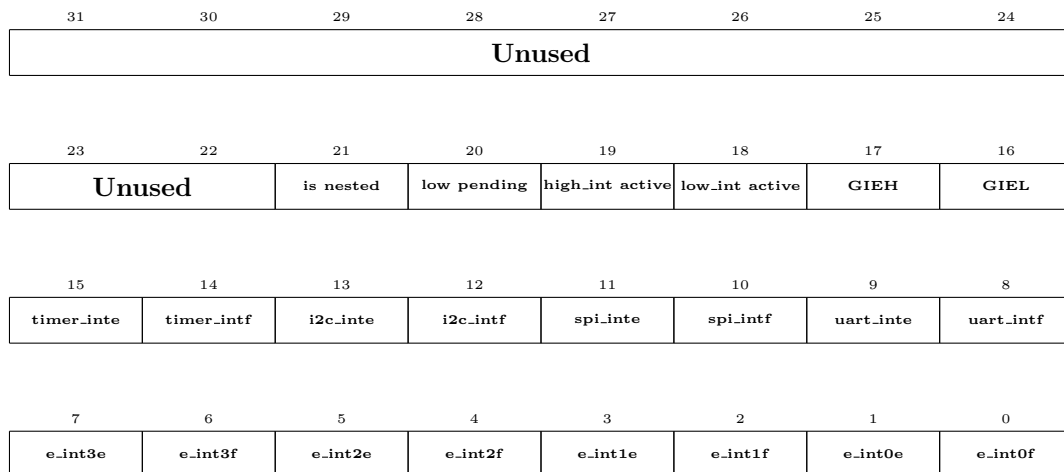 31 30 29 28 27 26 25 24
Unused
23 22 21 20 19 18 17 16
Unused is nested low pending high_int active low_int active GIEH GIEL
15 14 13 12 11 10 9 8
timer_inte timer_intf i2c_inte i2c_intf spi_inte spi_intf uart_inte uart_intf
7 6 5 4 3 2 1 0
e_int3e e_int3f e_int2e e_int2f e_int1e e_int1f e_int0e e_int0f